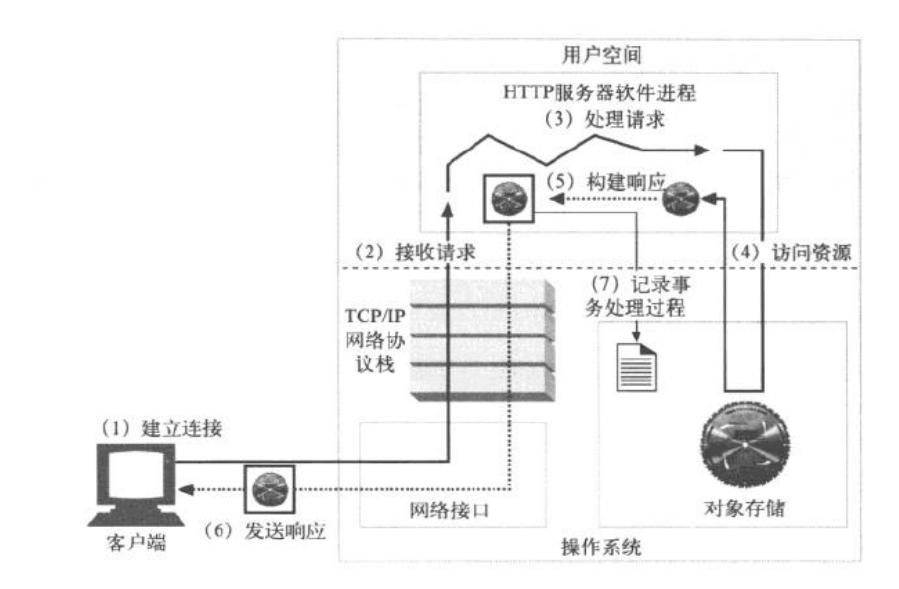 用户空间
HTTP服务器软件进程
（3）处理请求
（5）构建响应
（2）接收请求
（4）访问资源
（7）记录事
务处理过程
TCP/IP
网络协
议栈
（1）建立连接
网络接口
对象存储
（6）发送响应
客户端
操作系统